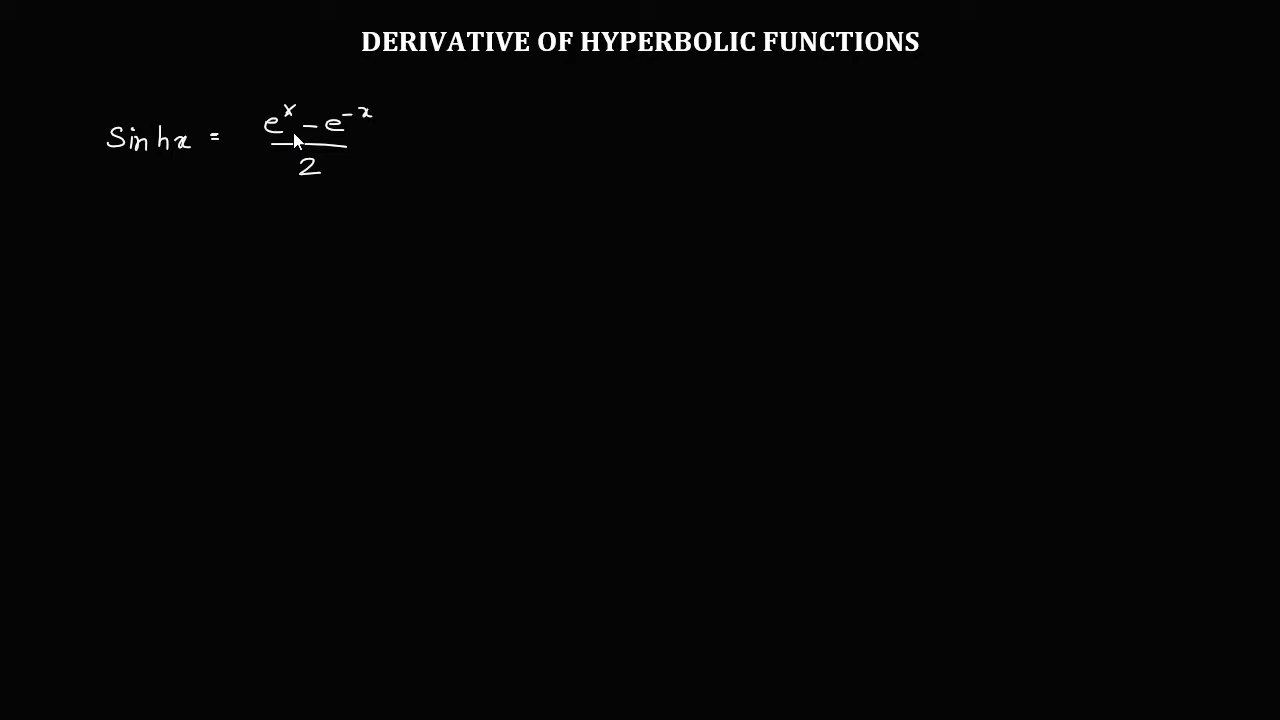 DERIVATIVE OF HYPERBOLIC FUNCTIONS
Sinhx = e^x - e^-x / 2